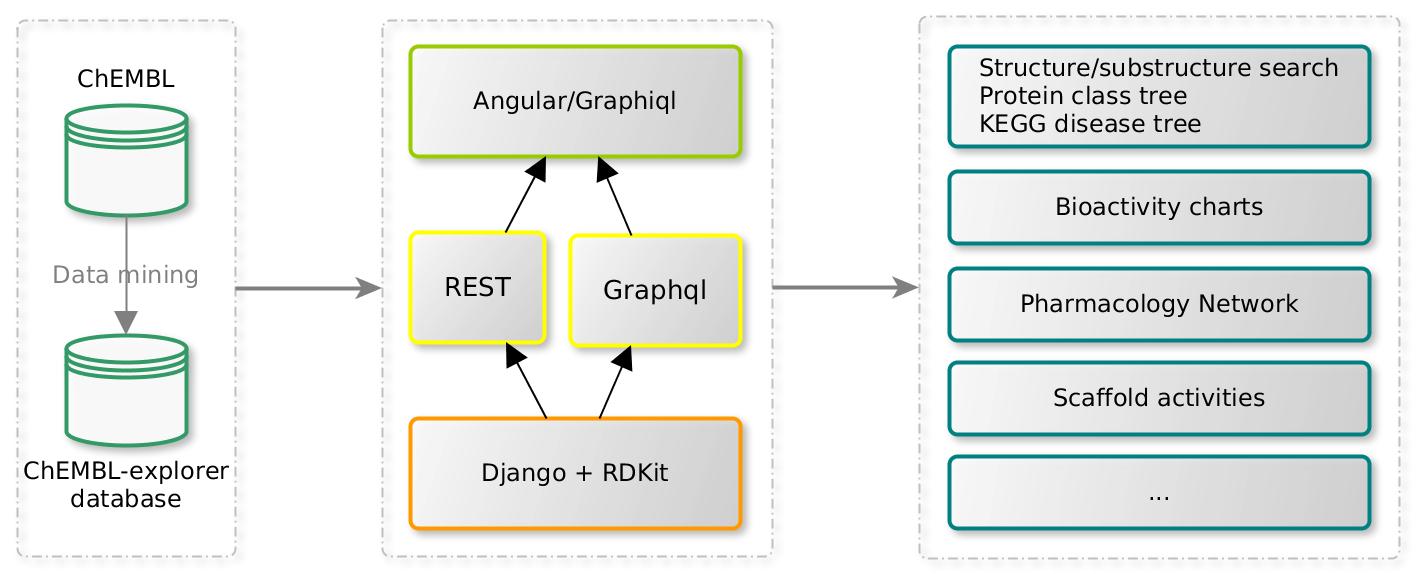 ChEMBL
Data mining
ChEMBL-explorer
database
Angular/Graphiql
REST
Graphql
Django + RDKit
Structure/substructure search
Protein class tree
KEGG disease tree
Bioactivity charts
Pharmacology Network
Scaffold activities
...